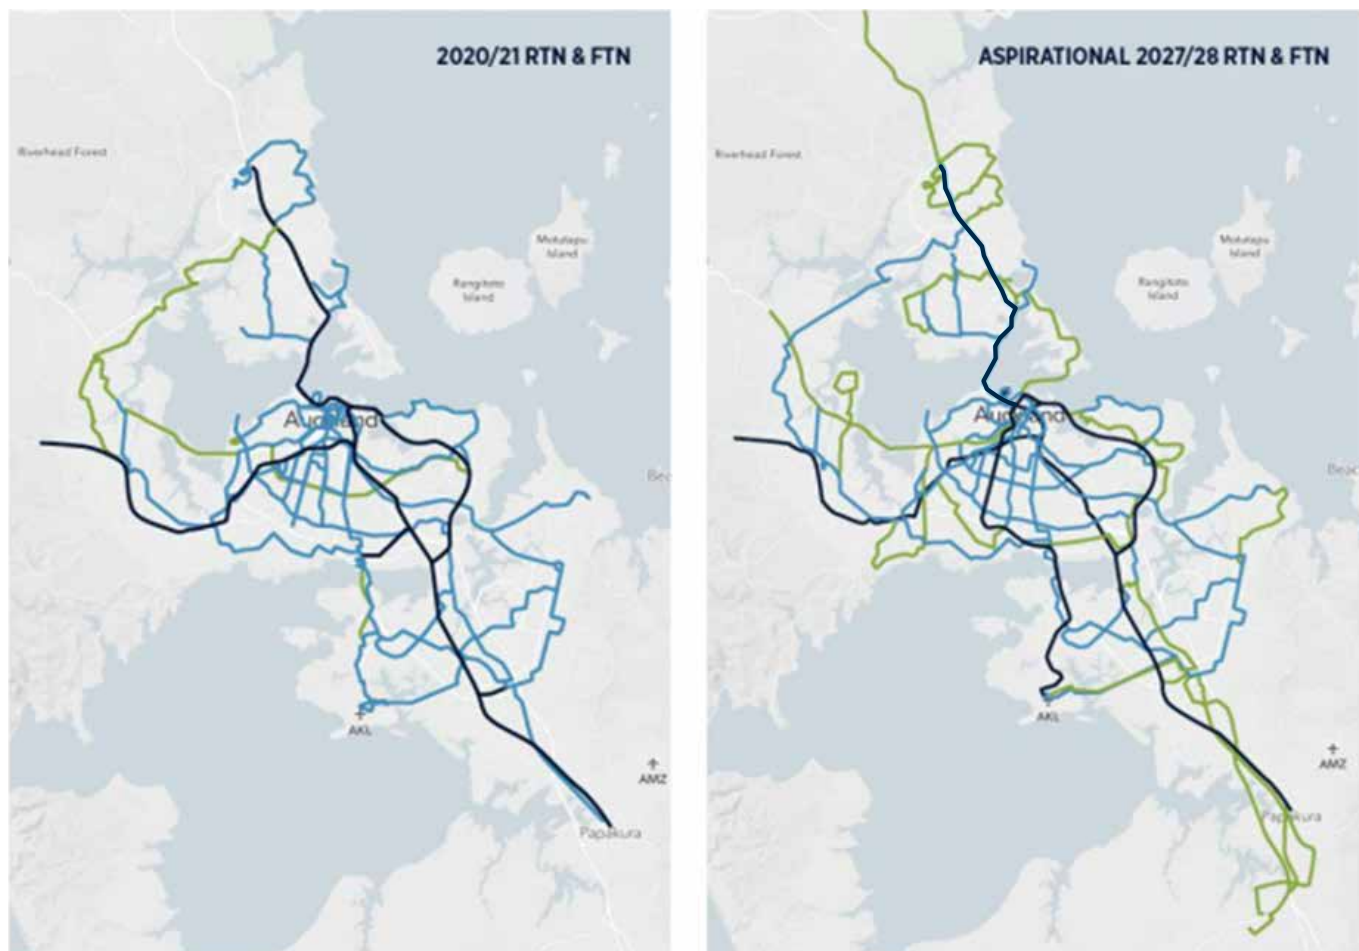 2020/21 RTN & FTN
Riverhead Forest
Motutapu
Island
Rangitoto
Island
Auckland
AKL
AMZ
Papakura
ASPIRATIONAL 2027/28 RTN & FTN
Riverhead Forest
Motutapu
Island
Rangitoto
Island
Auckland
AKL
AMZ
Papakura